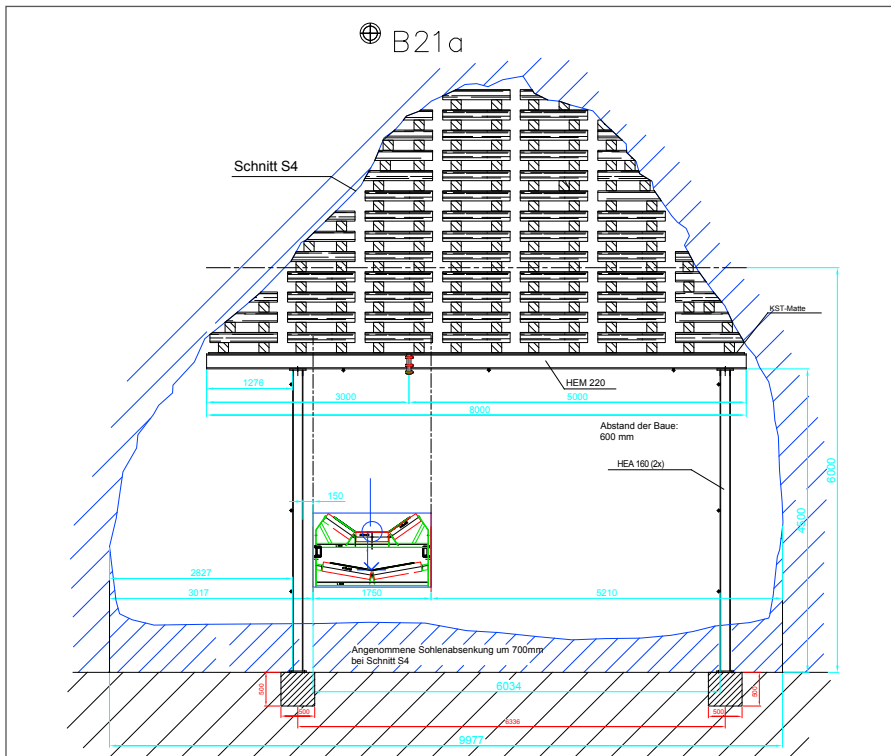 B21a
Schnitt S4
KST-Matte
1276
HEM 220
3000
5000
8000
Abstand der Baue:
600 mm
HEA 160 (2x)
6000
4500
150
2827
3017
1750
5210
Angenommene Sohlenabsenkung um 700mm
bei Schnitt S4
500
500
6034
500
500
6336
9977